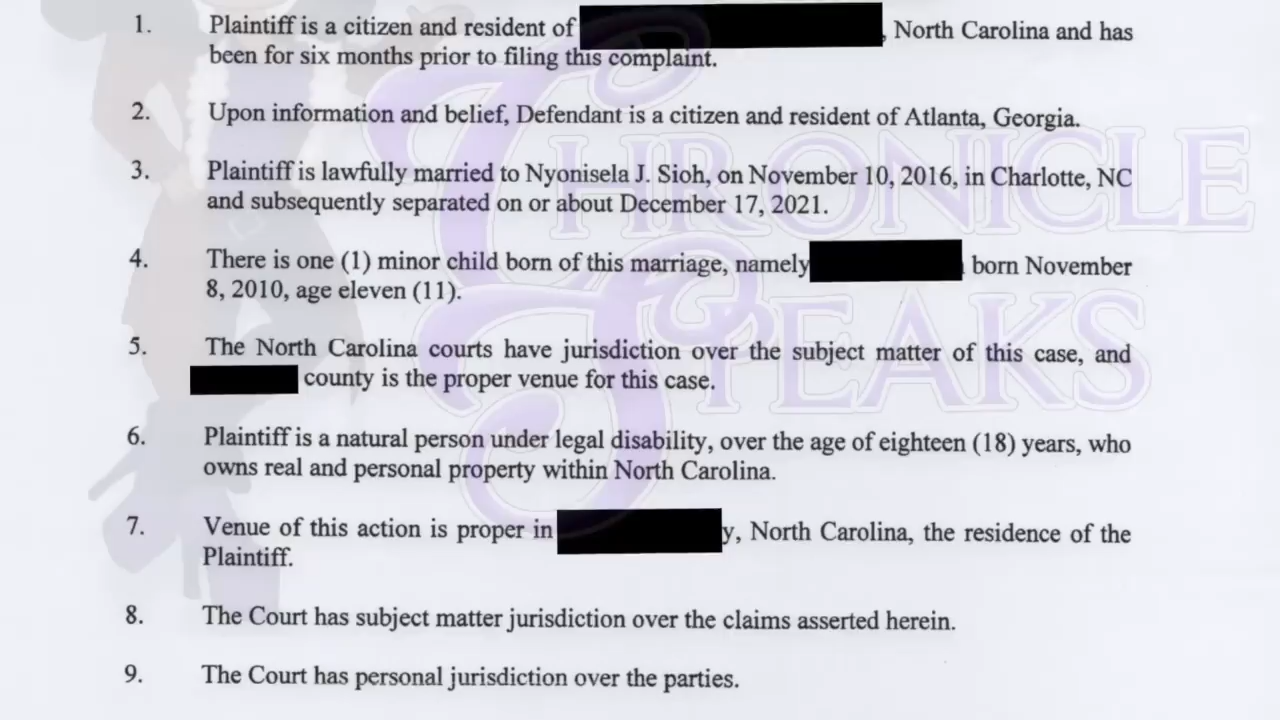 1. Plaintiff is a citizen and resident of , North Carolina and has
been for six months prior to filing this complaint.
2. Upon information and belief, Defendant is a citizen and resident of Atlanta, Georgia.
3. Plaintiff is lawfully married to Nyonisela J. Sioh, on November 10, 2016, in Charlotte, NC
and subsequently separated on or about December 17, 2021.
4. There is one (1) minor child born of this marriage, namely born November
8, 2010, age eleven (11).
5. The North Carolina courts have jurisdiction over the subject matter of this case, and
county is the proper venue for this case.
6. Plaintiff is a natural person under legal disability, over the age of eighteen (18) years, who
owns real and personal property within North Carolina.
7. Venue of this action is proper in y, North Carolina, the residence of the
Plaintiff.
8. The Court has subject matter jurisdiction over the claims asserted herein.
9. The Court has personal jurisdiction over the parties.
CHRONICLE
SPEAKS